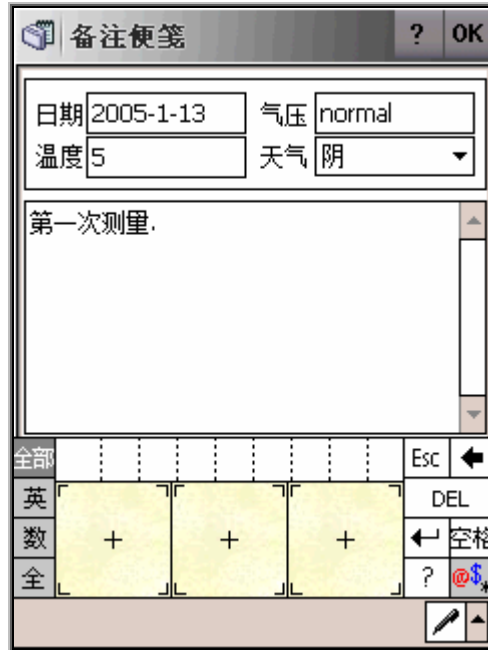 备注便笺 ? OK
日期 2005-1-13 气压 normal
温度 5 天气 阴
第一次测量.
全部 Esc
英 DEL
数 空格
全 ? @$*